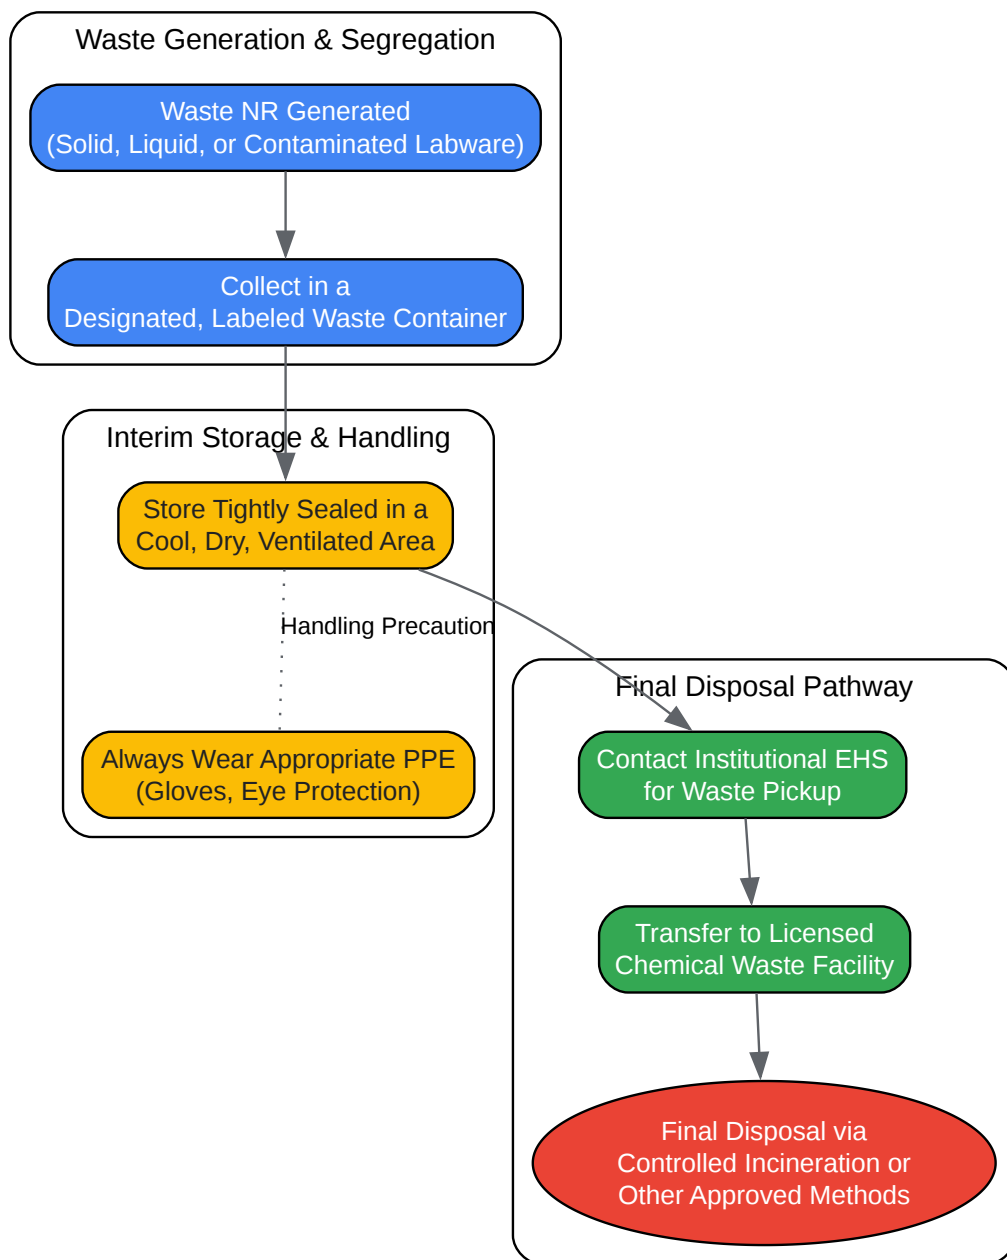 Waste Generation & Segregation
Waste NR Generated
(Solid, Liquid, or Contaminated Labware)
Collect in a
Designated, Labeled Waste Container
Interim Storage & Handling
Store Tightly Sealed in a
Cool, Dry, Ventilated Area
Handling Precaution
Always Wear Appropriate PPE
(Gloves, Eye Protection)
Final Disposal Pathway
Contact Institutional EHS
for Waste Pickup
Transfer to Licensed
Chemical Waste Facility
Final Disposal via
Controlled Incineration or
Other Approved Methods